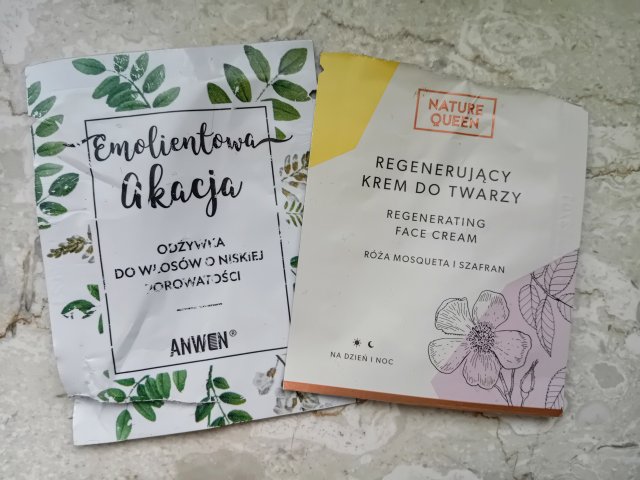 Emolientowa
Akacja
ODŻYWKA
DO WŁOSÓW O NISKIEJ
POROWATOŚCI
ANWEN®
NATURE
QUEEN
REGENERUJĄCY
KREM DO TWARZY
REGENERATING
FACE CREAM
RÓŻA MOSQUETA I SZAFRAN
NA DZIEŃ I NOC